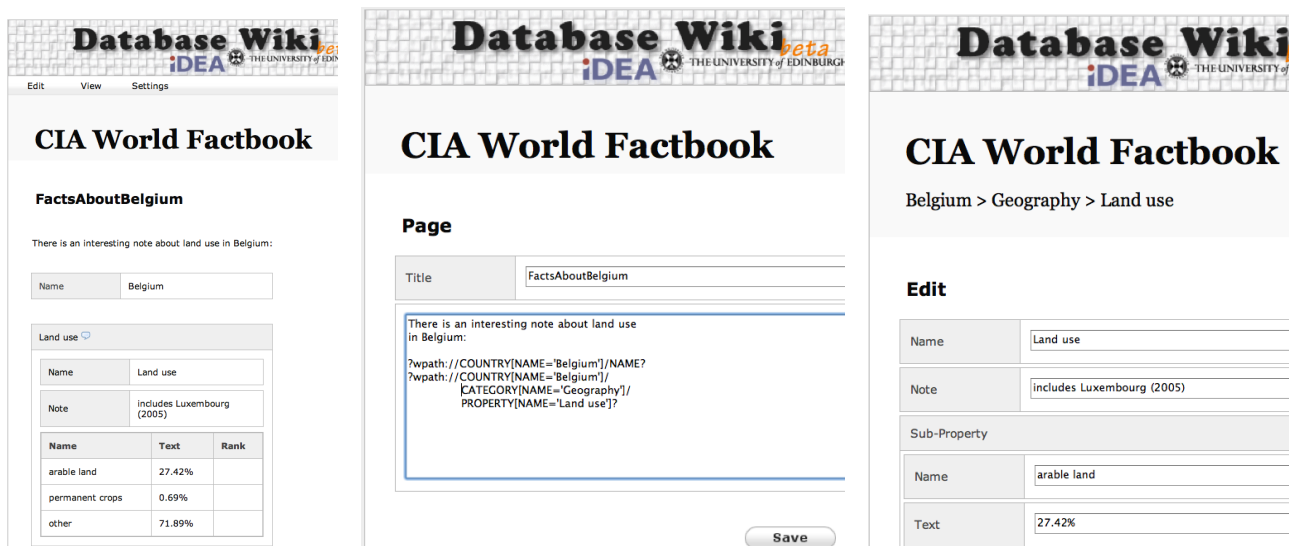 Database Wiki
iDEA THE UNIVERSITY of
Edit View Settings
CIA World Factbook
FactsAboutBelgium
There is an interesting note about land use in Belgium:
Name Belgium
Land use
Name Land use
Note includes Luxembourg
(2005)
Name Text Rank
arable land 27.42%
permanent crops 0.69%
other 71.89%
Database Wiki beta
iDEA THE UNIVERSITY of EDINBURGH
CIA World Factbook
Page
Title FactsAboutBelgium
There is an interesting note about land use
in Belgium:
?wpath://COUNTRY[NAME='Belgium']/NAME?
?wpath://COUNTRY[NAME='Belgium']/
CATEGORY[NAME='Geography']/
PROPERTY[NAME='Land use']?
Save
Database Wiki
iDEA THE UNIVERSITY of
CIA World Factbook
Belgium > Geography > Land use
Edit
Name Land use
Note includes Luxembourg (2005)
Sub-Property
Name arable land
Text 27.42%